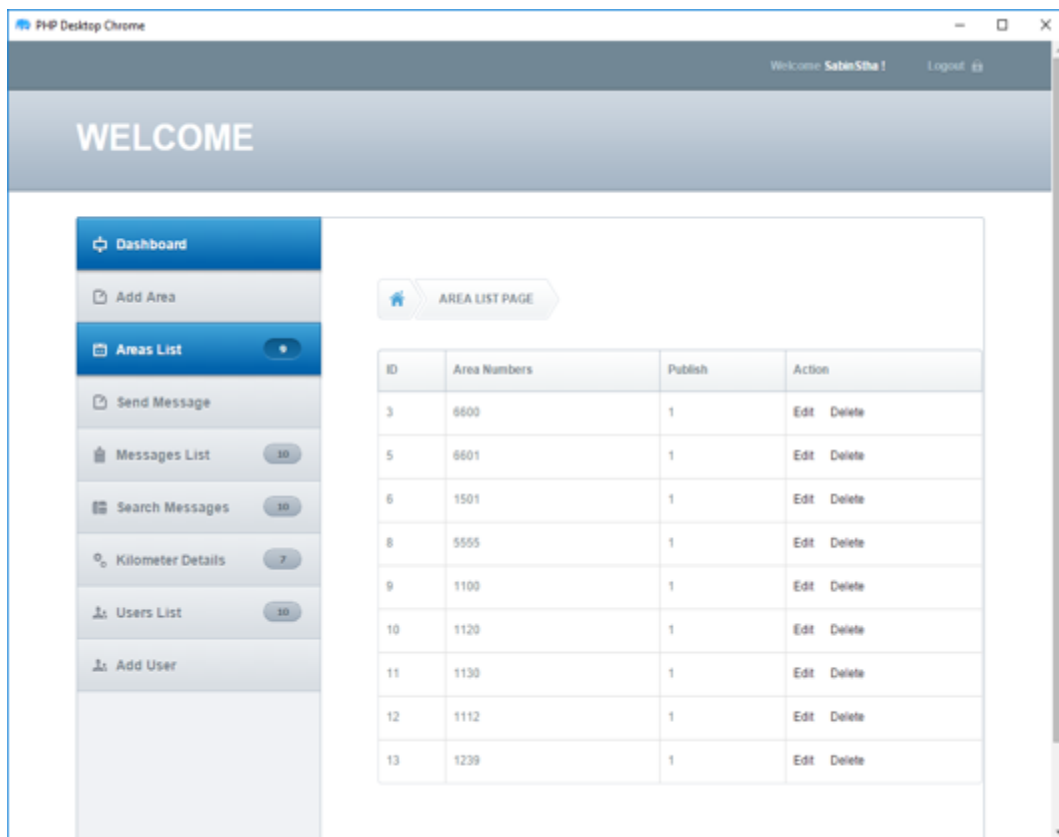 PHP Desktop Chrome
Welcome SabinStha ! Logout
WELCOME
Dashboard
Add Area
Areas List 9
Send Message
Messages List 10
Search Messages 10
Kilometer Details 7
Users List 10
Add User
AREA LIST PAGE
ID Area Numbers Publish Action
3 6600 1 Edit Delete
5 6601 1 Edit Delete
6 1501 1 Edit Delete
8 5555 1 Edit Delete
9 1100 1 Edit Delete
10 1120 1 Edit Delete
11 1130 1 Edit Delete
12 1112 1 Edit Delete
13 1239 1 Edit Delete